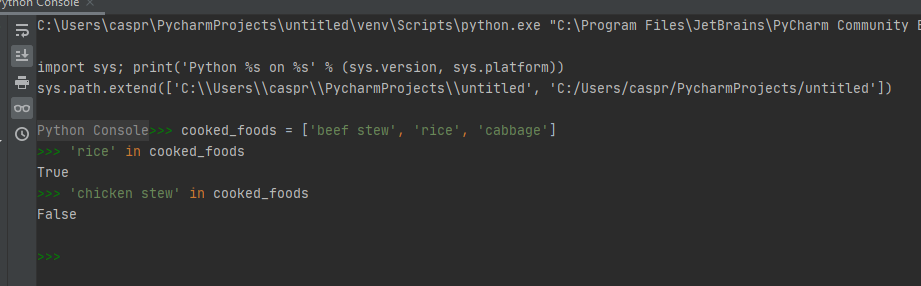 Python Console ×
C:\Users\caspr\PycharmProjects\untitled\venv\Scripts\python.exe "C:\Program Files\JetBrains\PyCharm Community E
import sys; print('Python %s on %s' % (sys.version, sys.platform))
sys.path.extend(['C:\\Users\\caspr\\PycharmProjects\\untitled', 'C:/Users/caspr/PycharmProjects/untitled'])
Python Console>>> cooked_foods = ['beef stew', 'rice', 'cabbage']
>>> 'rice' in cooked_foods
True
>>> 'chicken stew' in cooked_foods
False
>>>